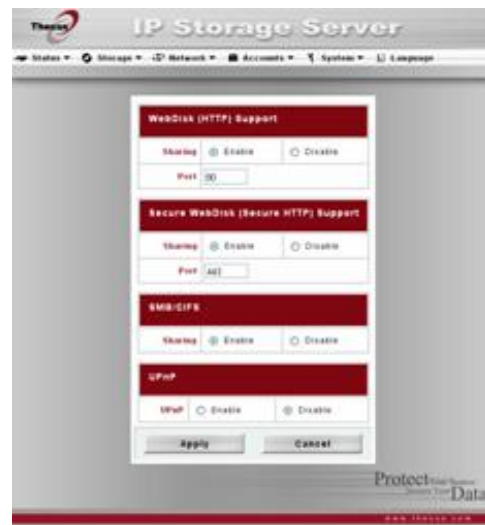 Thecus IP Storage Server
Status Storage Network Accounts System Language
WebDisk (HTTP) Support
Sharing Enable Disable
Port 80
Secure WebDisk (Secure HTTP) Support
Sharing Enable Disable
Port
SMB/CIFS
Sharing Enable Disable
UPnP
UPnP Enable Disable
Apply Cancel
Protect
Data
www.thecus.com